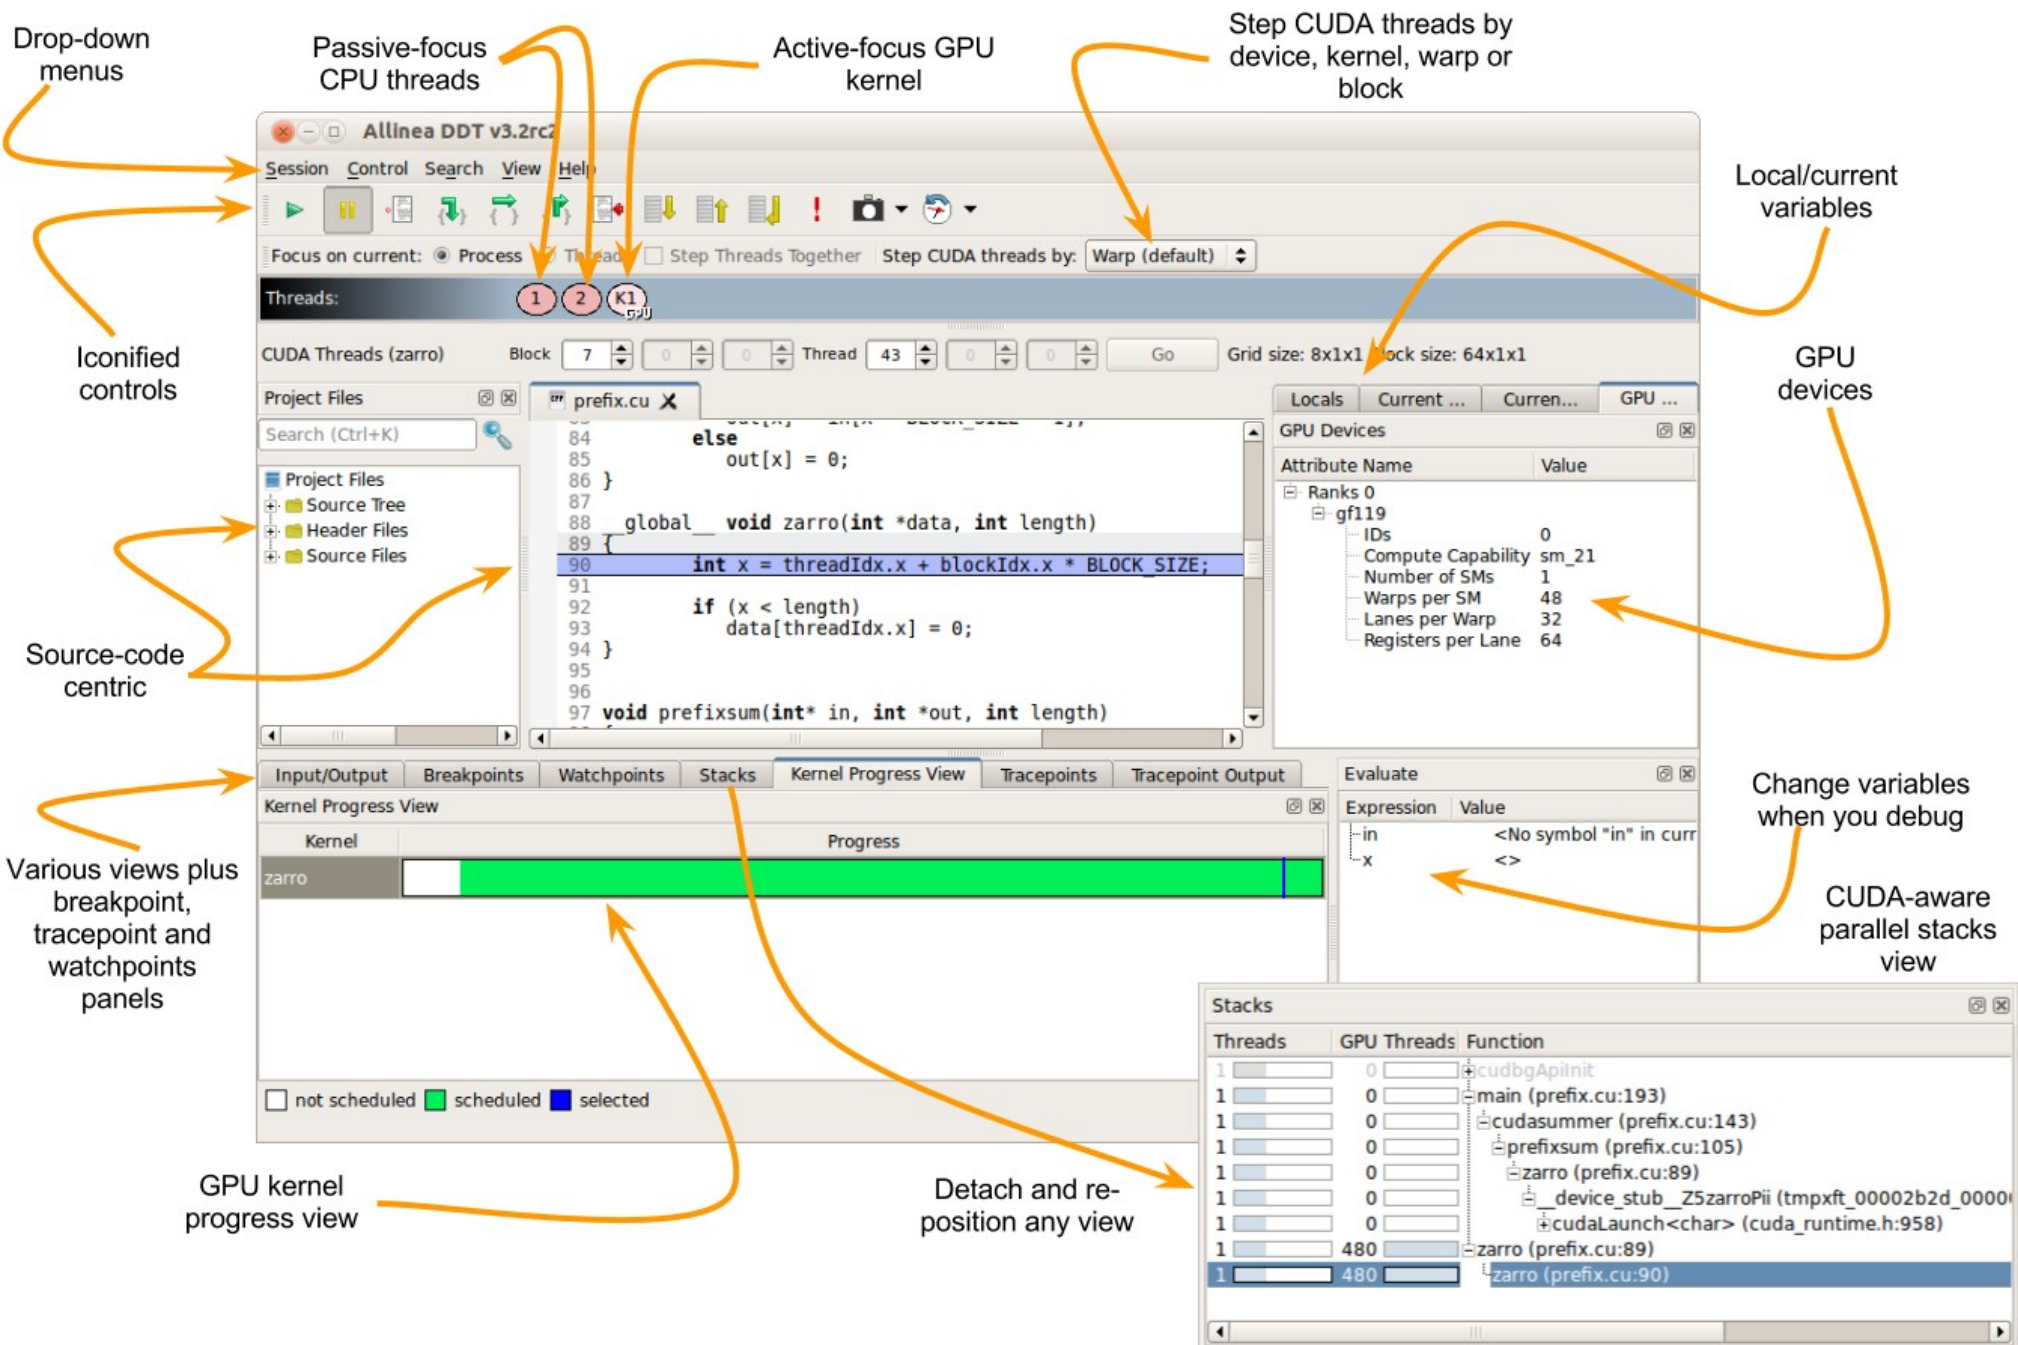 Drop-down
menus
Passive-focus
CPU threads
Active-focus GPU
kernel
Step CUDA threads by
device, kernel, warp or
block
Allinea DDT v3.2rc2
Session Control Search View Help
Local/current
variables
Focus on current: Process Thread Step Threads Together Step CUDA threads by: Warp (default)
Threads: 1 2 K1
GPU
Iconified
controls
CUDA Threads (zarro) Block 7 0 0 Thread 43 0 0 Go Grid size: 8x1x1 Block size: 64x1x1
GPU
devices
Project Files
prefix.cu
Locals Current ... Curren... GPU ...
Search (Ctrl+K)
GPU Devices
84 else
85 out[x] = 0;
86 }
87
88 __global__ void zarro(int *data, int length)
89 {
90 int x = threadIdx.x + blockIdx.x * BLOCK_SIZE;
91
92 if (x < length)
93 data[threadIdx.x] = 0;
94 }
95
96
97 void prefixsum(int* in, int *out, int length)
Project Files
Source Tree
Header Files
Source Files
Attribute Name Value
Ranks 0
gf119
IDs 0
Compute Capability sm_21
Number of SMs 1
Warps per SM 48
Lanes per Warp 32
Registers per Lane 64
Source-code
centric
Input/Output Breakpoints Watchpoints Stacks Kernel Progress View Tracepoints Tracepoint Output
Evaluate
Kernel Progress View
Expression Value
in <No symbol "in" in curr
x <>
Kernel Progress
zarro
Change variables
when you debug
Various views plus
breakpoint,
tracepoint and
watchpoints
panels
CUDA-aware
parallel stacks
view
not scheduled scheduled selected
GPU kernel
progress view
Detach and re-
position any view
Stacks
Threads GPU Threads Function
1 0 cudbgApiInit
1 0 main (prefix.cu:193)
1 0 cudasummer (prefix.cu:143)
1 0 prefixsum (prefix.cu:105)
1 0 zarro (prefix.cu:89)
1 0 __device_stub__Z5zarroPii (tmpxft_00002b2d_0000
1 0 cudaLaunch<char> (cuda_runtime.h:958)
1 480 zarro (prefix.cu:89)
1 480 zarro (prefix.cu:90)